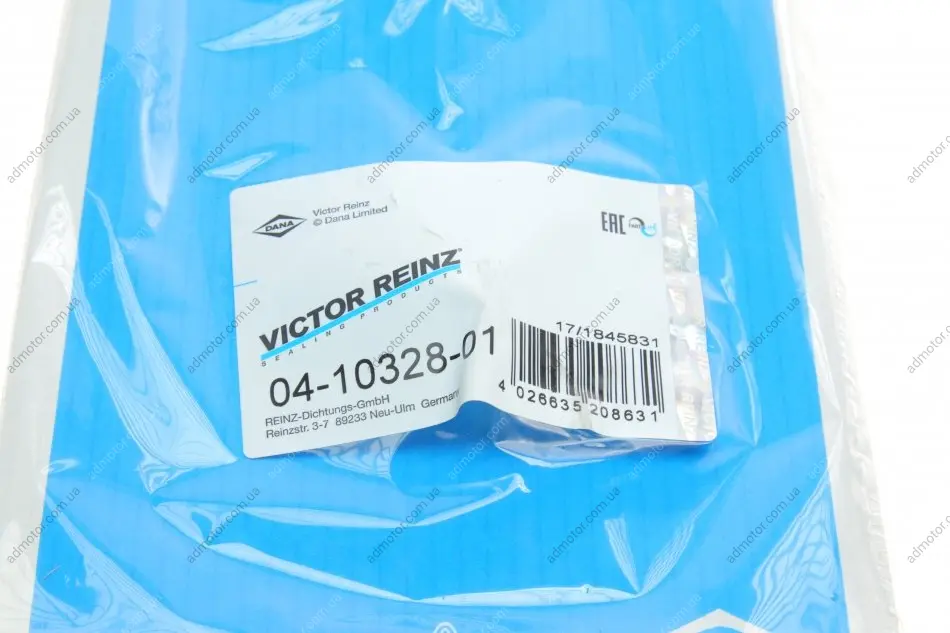 DANA
Victor Reinz
© Dana Limited
EAC
VICTOR REINZ®
SEALING PRODUCTS
04-10328-01
REINZ-Dichtungs-GmbH
Reinzstr. 3-7 89233 Neu-Ulm Germany
17/1845831
4 026635 208631
admotor.com.ua